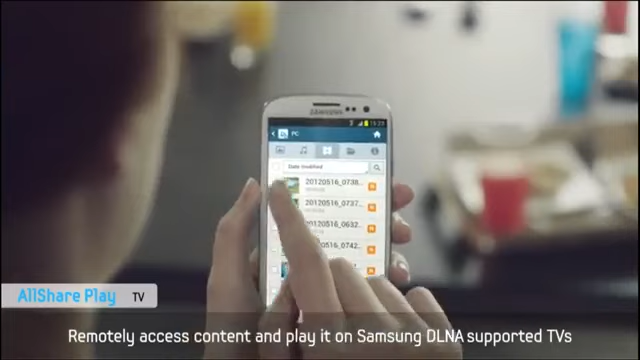 SAMSUNG
PC
Date modified
20120516_0738...
20120516_0737...
20120516_0632...
20120516_0742...
AllShare Play TV
Remotely access content and play it on Samsung DLNA supported TVs